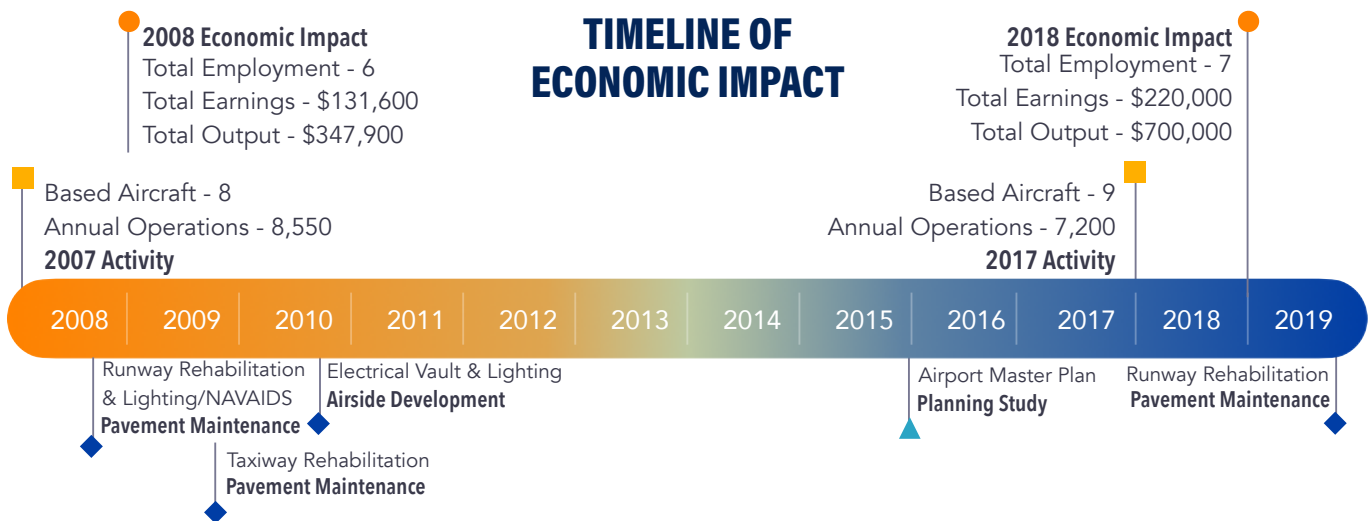 TIMELINE OF
ECONOMIC IMPACT
2008 Economic Impact
Total Employment - 6
Total Earnings - $131,600
Total Output - $347,900
2018 Economic Impact
Total Employment - 7
Total Earnings - $220,000
Total Output - $700,000
Based Aircraft - 8
Annual Operations - 8,550
2007 Activity
Based Aircraft - 9
Annual Operations - 7,200
2017 Activity
2008 2009 2010 2011 2012 2013 2014 2015 2016 2017 2018 2019
Runway Rehabilitation
& Lighting/NAVAIDS
Pavement Maintenance
Electrical Vault & Lighting
Airside Development
Airport Master Plan
Planning Study
Runway Rehabilitation
Pavement Maintenance
Taxiway Rehabilitation
Pavement Maintenance